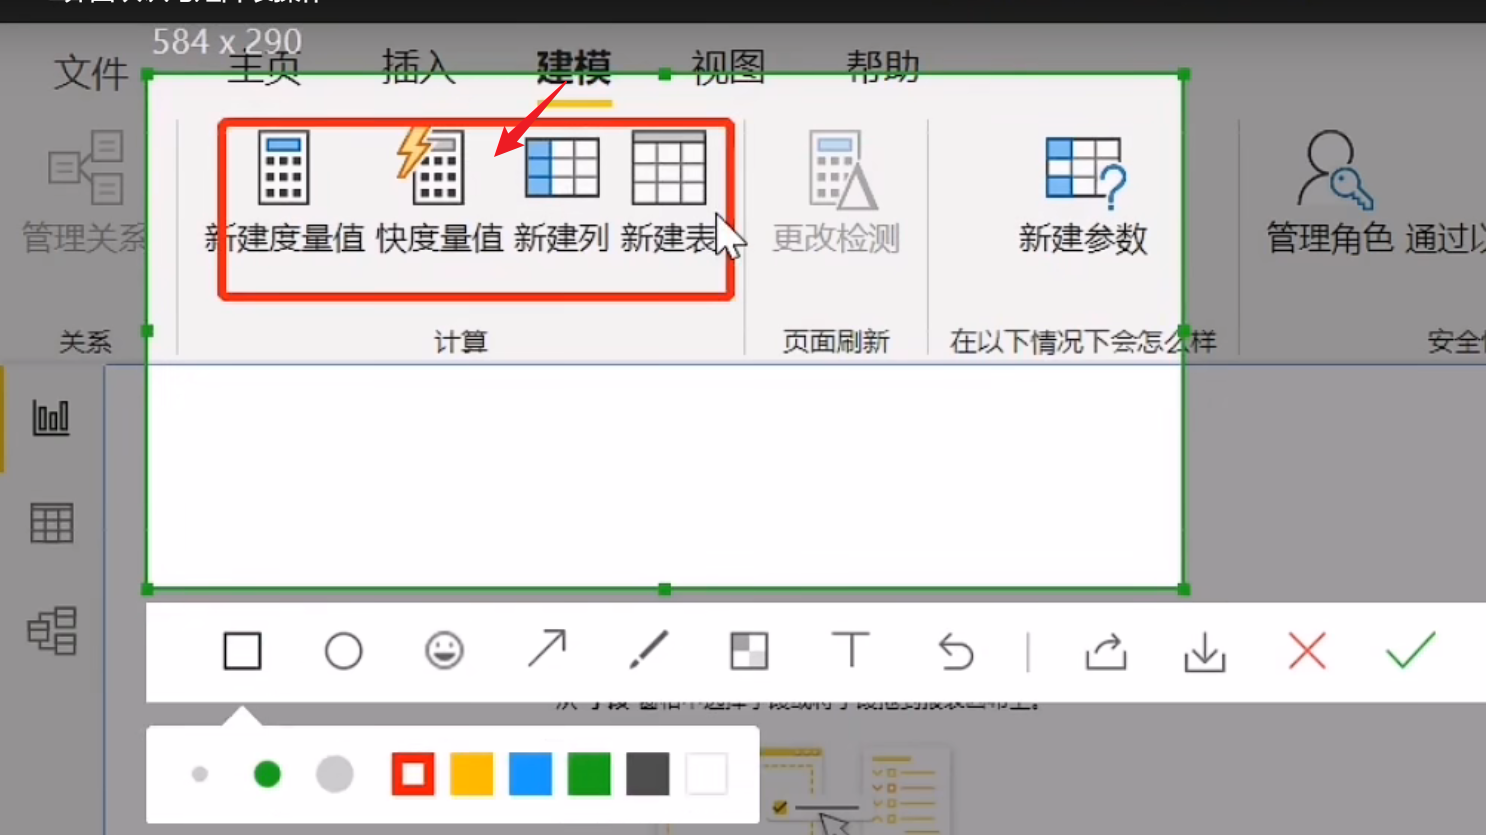 584 x 290
文件 主页 插入 建模 视图 帮助
管理关系 新建度量值 快度量值 新建列 新建表 更改检测 新建参数 管理角色 通过
关系 计算 页面刷新 在以下情况下会怎么样 安全